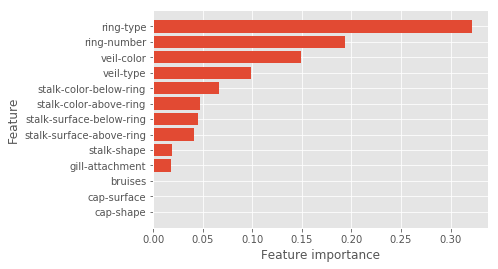 ring-type
ring-number
veil-color
veil-type
stalk-color-below-ring
stalk-color-above-ring
stalk-surface-below-ring
stalk-surface-above-ring
stalk-shape
gill-attachment
bruises
cap-surface
cap-shape
Feature
0.00 0.05 0.10 0.15 0.20 0.25 0.30
Feature importance